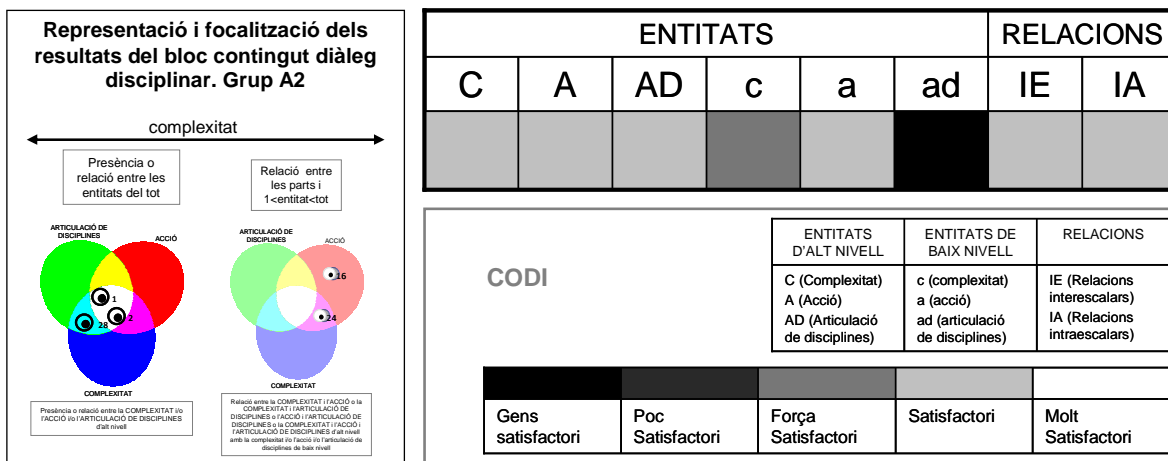 Representació i focalització dels
resultats del bloc contingut diàleg
disciplinar. Grup A2
complexitat
Presència o
relació entre les
entitats del tot
Relació entre
les parts i
1<entitat<tot
ARTICULACIÓ DE
DISCIPLINES
ACCIÓ
1
28
2
COMPLEXITAT
ARTICULACIÓ DE
DISCIPLINES
ACCIÓ
16
24
COMPLEXITAT
Presència o relació entre la COMPLEXITAT i/o
l'ACCIÓ i/o l'ARTICULACIÓ DE DISCIPLINES
d'alt nivell
Relació entre la COMPLEXITAT i l'ACCIÓ o la
COMPLEXITAT i l'ARTICULACIÓ DE
DISCIPLINES o l'ACCIÓ i l'ARTICULACIÓ DE
DISCIPLINES o la COMPLEXITAT i l'ACCIÓ i
l'ARTICULACIÓ DE DISCIPLINES d'alt nivell
amb la complexitat i/o l'acció i/o l'articulació de
disciplines de baix nivell
ENTITATS RELACIONS
C A AD c a ad IE IA
CODI
ENTITATS
D'ALT NIVELL
ENTITATS DE
BAIX NIVELL
RELACIONS
C (Complexitat)
A (Acció)
AD (Articulació
de disciplines)
c (complexitat)
a (acció)
ad (articulació
de disciplines)
IE (Relacions
interescalars)
IA (Relacions
intraescalars)
Gens
satisfactori
Poc
Satisfactori
Força
Satisfactori
Satisfactori
Molt
Satisfactori